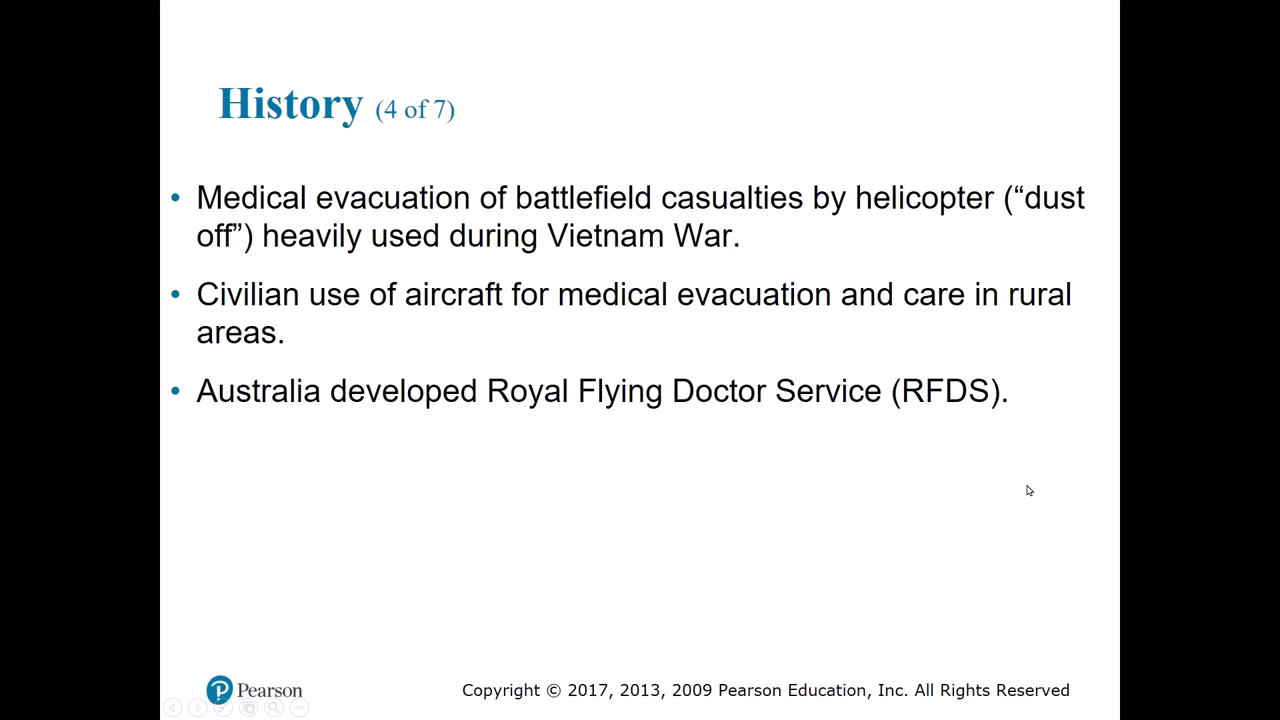 History (4 of 7)
• Medical evacuation of battlefield casualties by helicopter (“dust
off”) heavily used during Vietnam War.
• Civilian use of aircraft for medical evacuation and care in rural
areas.
• Australia developed Royal Flying Doctor Service (RFDS).
P Pearson
Copyright © 2017, 2013, 2009 Pearson Education, Inc. All Rights Reserved